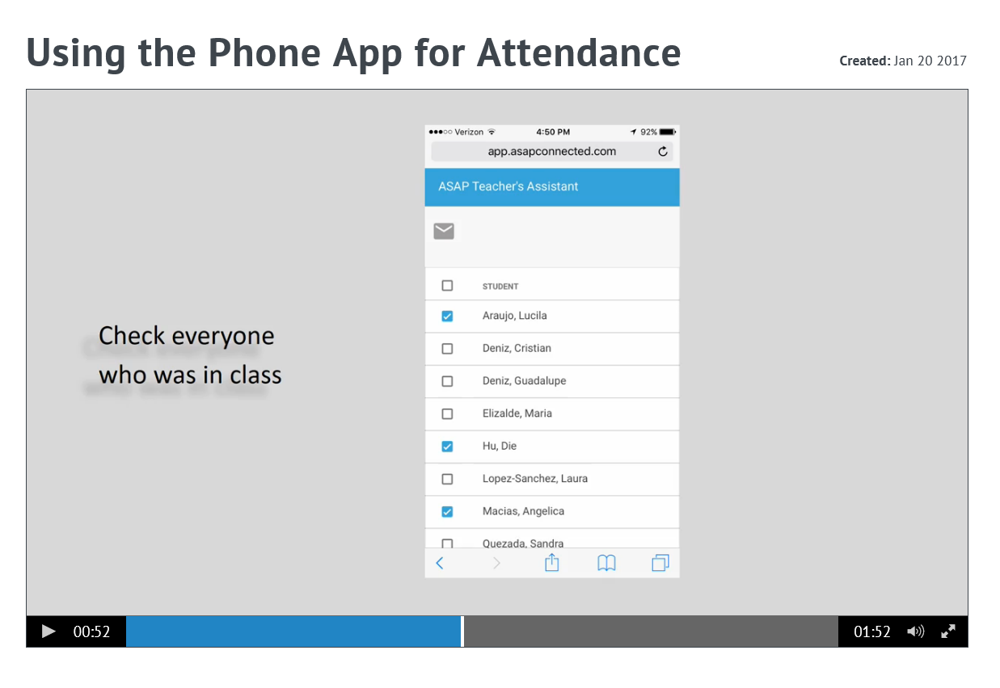 Using the Phone App for Attendance
Created: Jan 20 2017
Verizon 4:50 PM 92%
app.asapconnected.com
ASAP Teacher's Assistant
STUDENT
Araujo, Lucila
Deniz, Cristian
Deniz, Guadalupe
Elizalde, Maria
Hu, Die
Lopez-Sanchez, Laura
Macias, Angelica
Quezada, Sandra
Check everyone
who was in class
00:52
01:52